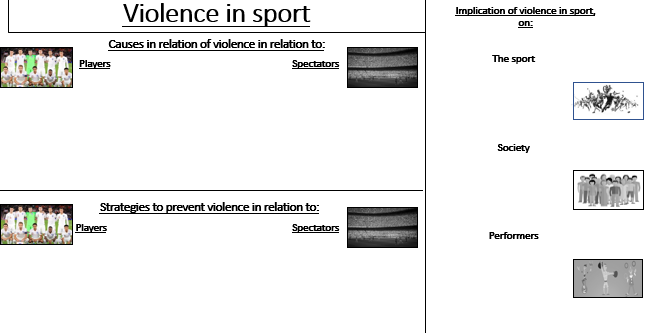 Violence in sport
Causes in relation of violence in relation to:
Players
Spectators
Strategies to prevent violence in relation to:
Players
Spectators
Implication of violence in sport,
on:
The sport
Society
Performers